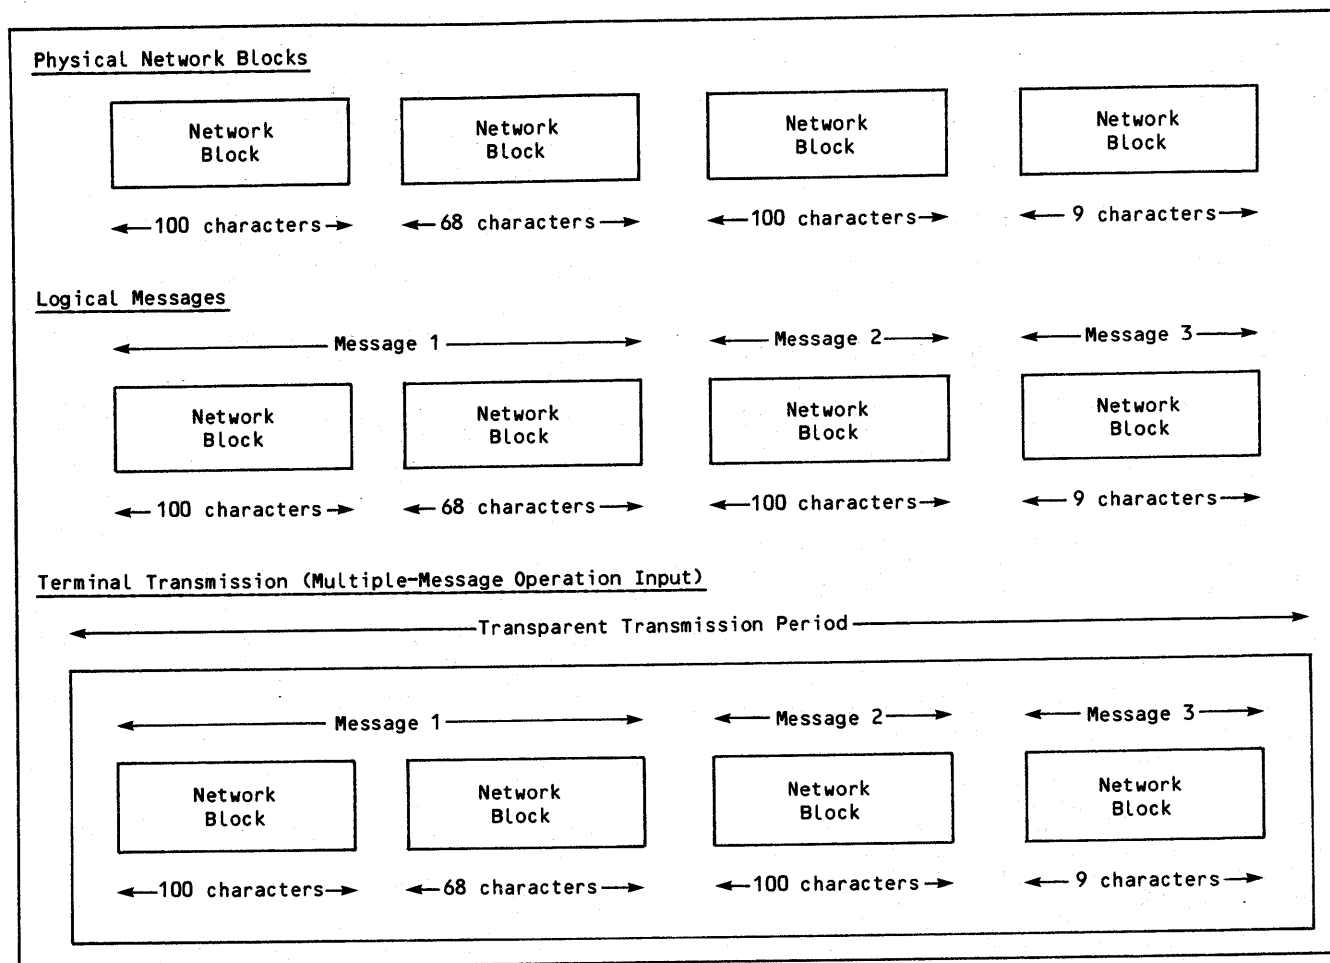 Physical Network Blocks
Network Block
Network Block
Network Block
Network Block
100 characters
68 characters
100 characters
9 characters
Logical Messages
Message 1
Message 2
Message 3
Network Block
Network Block
Network Block
Network Block
100 characters
68 characters
100 characters
9 characters
Terminal Transmission (Multiple-Message Operation Input)
Transparent Transmission Period
Message 1
Message 2
Message 3
Network Block
Network Block
Network Block
Network Block
100 characters
68 characters
100 characters
9 characters